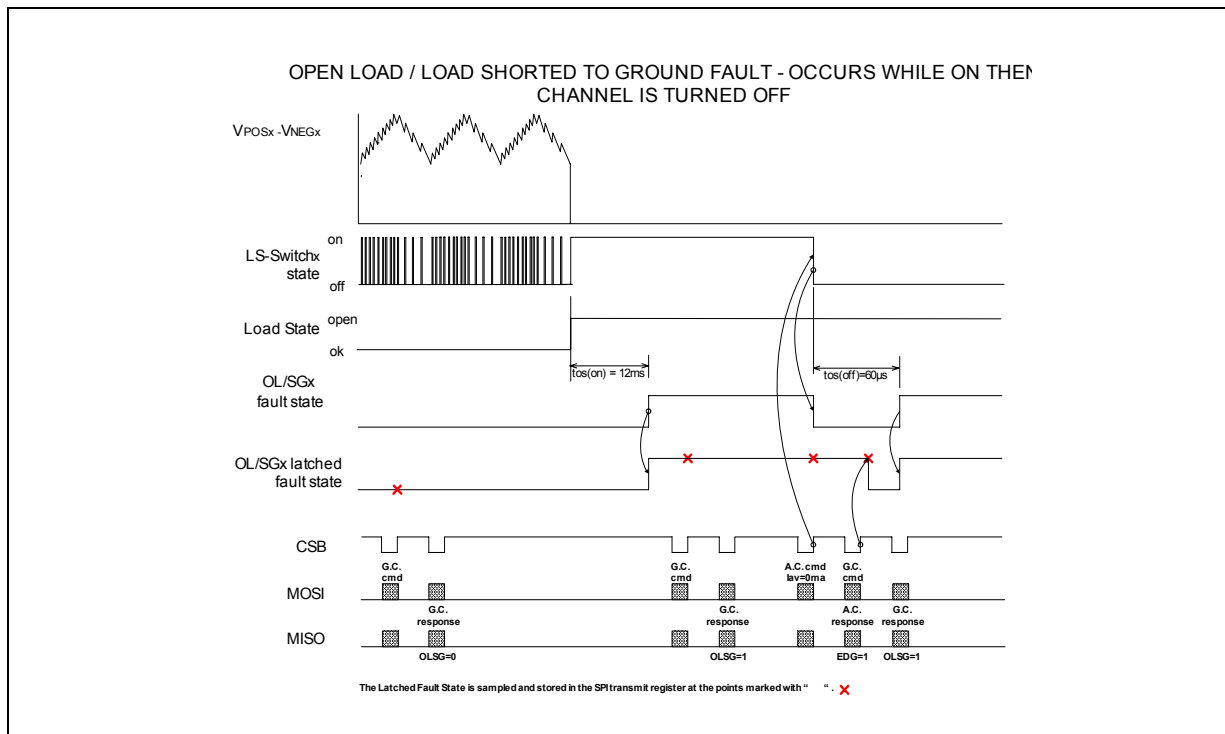 OPEN LOAD / LOAD SHORTED TO GROUND FAULT - OCCURS WHILE ON THEN
CHANNEL IS TURNED OFF
VPOSx -VNEGx
on
LS-Switchx
state
off
open
Load State
ok
tos(on) = 12ms
tos(off)=60µs
OL/SGx
fault state
OL/SGx latched
fault state
CSB
G.C.
cmd
G.C.
cmd
A.C. cmd
Iav=0ma
G.C.
cmd
MOSI
G.C.
response
G.C.
response
A.C.
response
G.C.
response
MISO
OLSG=0
OLSG=1
EDG=1
OLSG=1
The Latched Fault State is sampled and stored in the SPI transmit register at the points marked with “ “ .